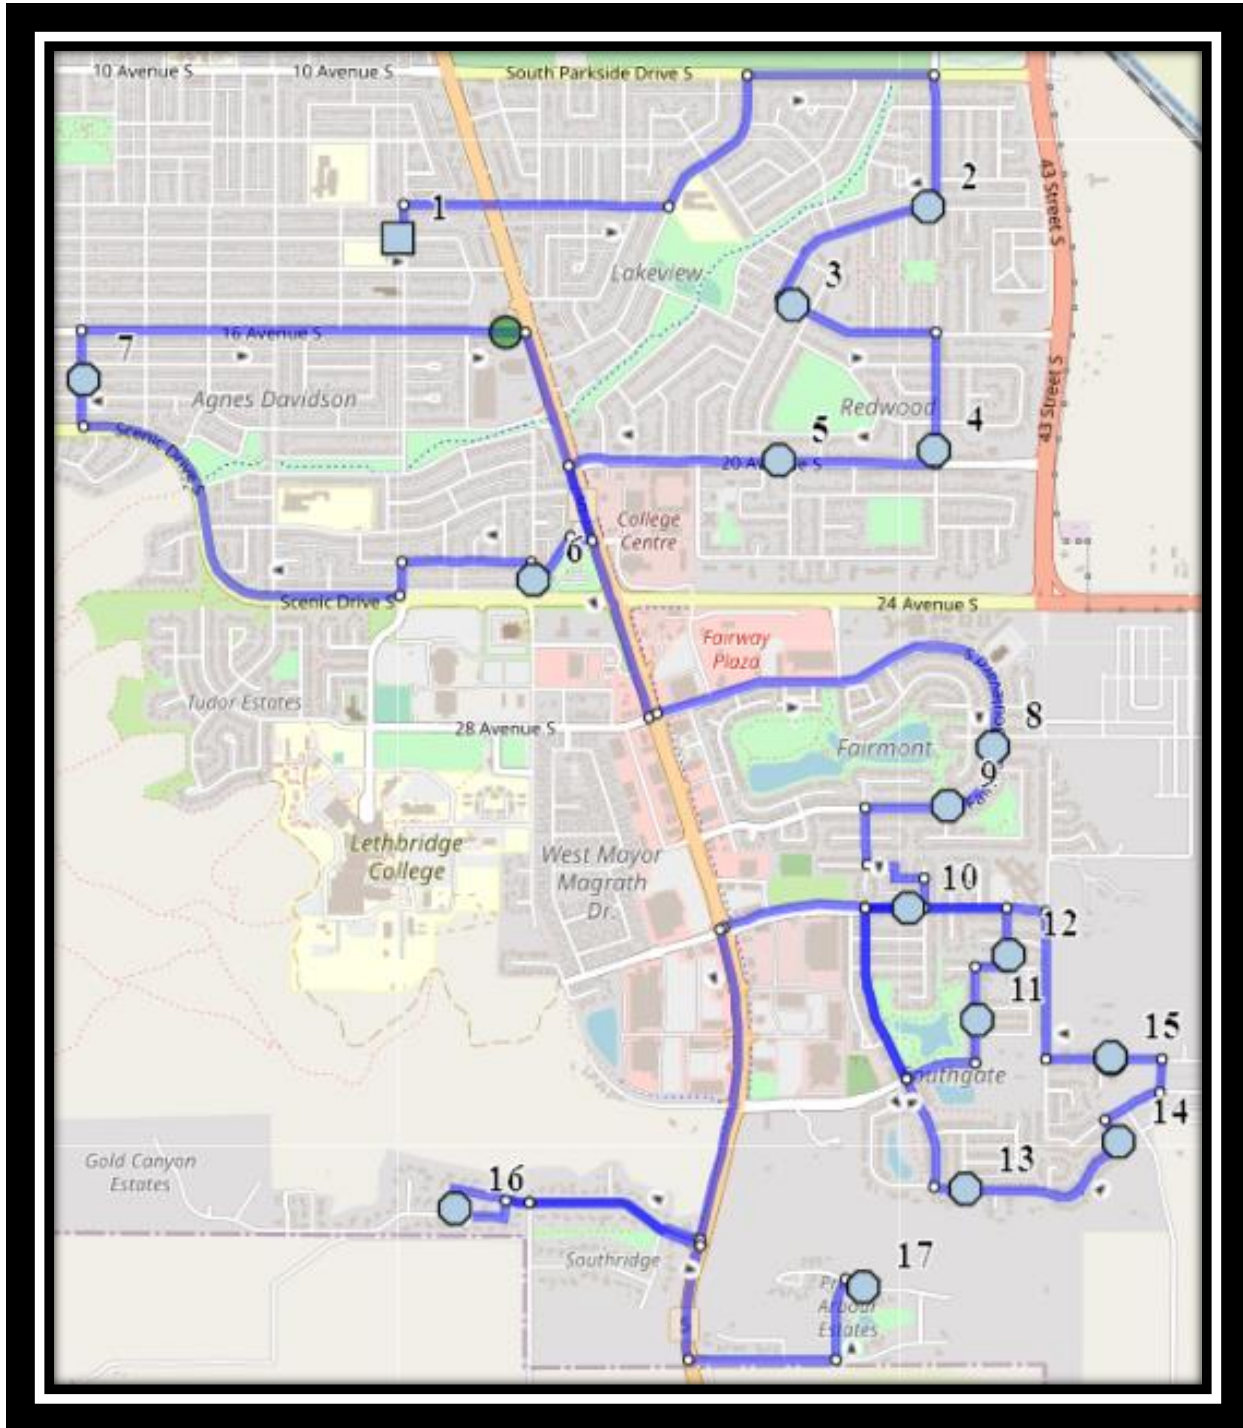 10 Avenue S
10 Avenue S
South Parkside Drive S
43 Street S
2
1
Lakeview
3
16 Avenue S
7
Agnes Davidson
Redwood
43 Street S
4
5
20 Avenue S
Scenic Drive S
College
Centre
6
Scenic Drive S
24 Avenue S
Fairway
Plaza
Tudor Estates
28 Avenue S
8
Fairmont
9
Lethbridge
College
West Mayor
Magrath
Dr.
10
12
11
15
Southgate
14
Gold Canyon
Estates
16
13
Southridge
17
Arbour
Estates